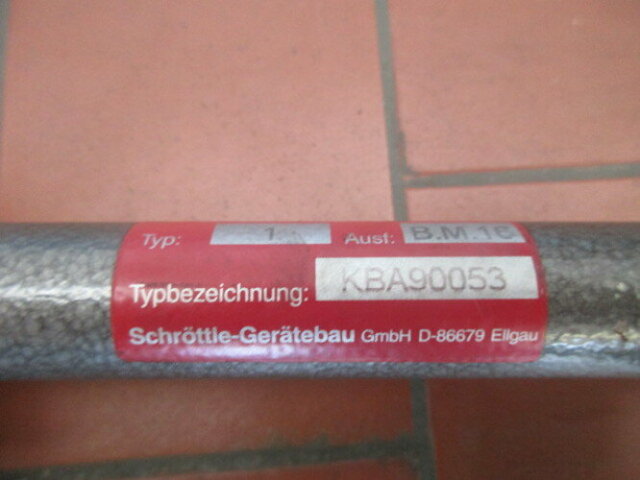 Typ: 1 Ausf: B.M.16
Typbezeichnung: KBA90053
Schröttle-Gerätebau GmbH D-86679 Ellgau